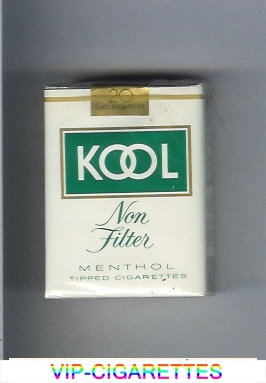 20
CLASS A CIGARETTES
KOOL
Non
Filter
MENTHOL
TIPPED CIGARETTES
VIP-CIGARETTES